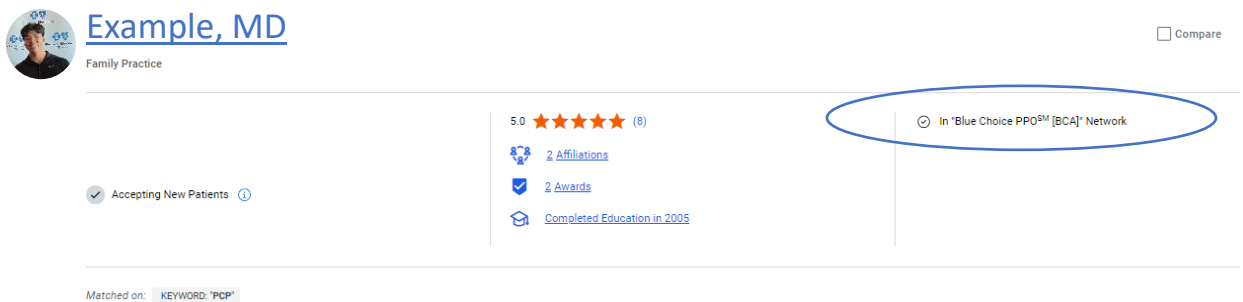 Example, MD
Compare
Family Practice
5.0 (8)
In "Blue Choice PPOSM [BCA]" Network
2 Affiliations
Accepting New Patients
2 Awards
Completed Education in 2005
Matched on: KEYWORD: "PCP"